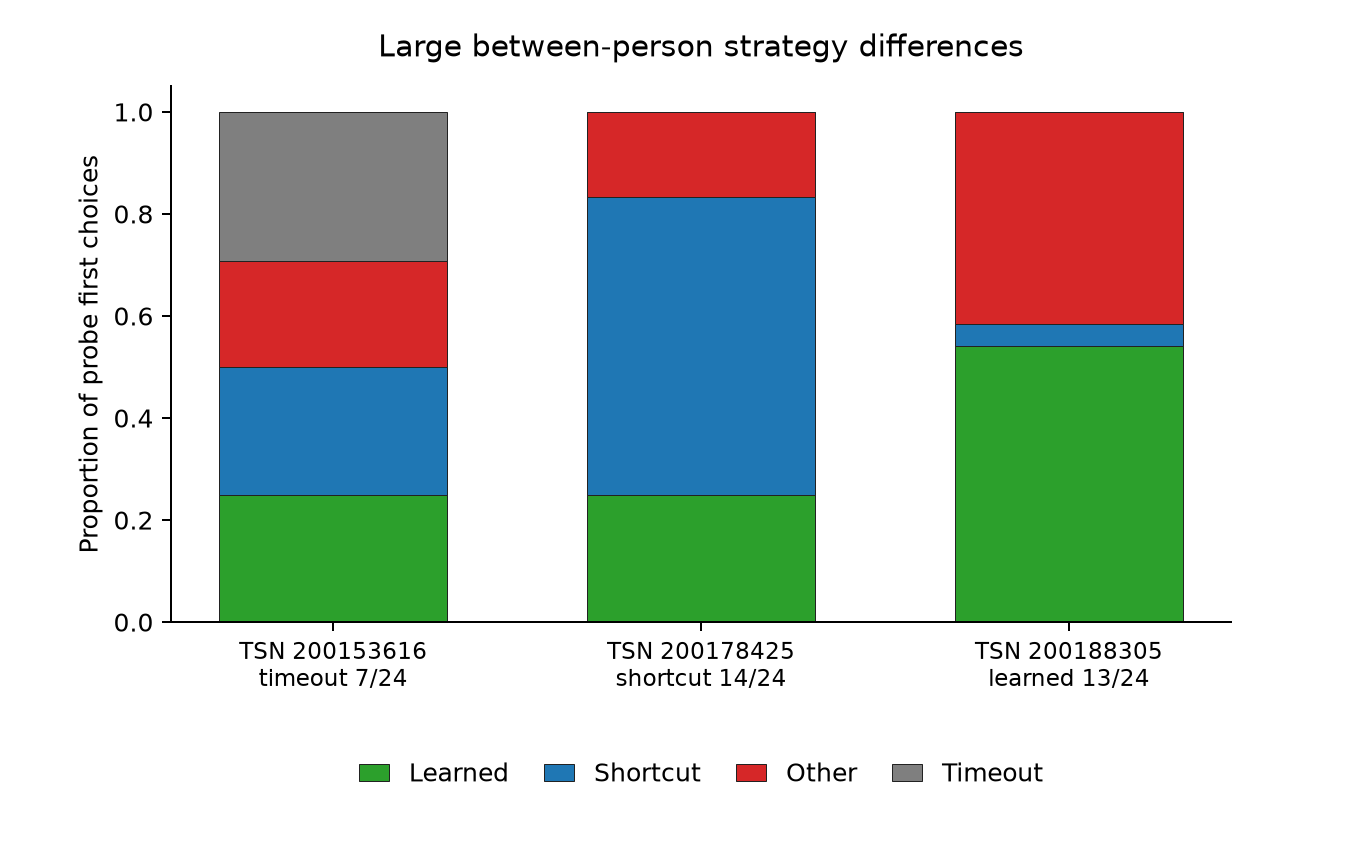 Large between-person strategy differences
Proportion of probe first choices
1.0
0.8
0.6
0.4
0.2
0.0
TSN 200153616
timeout 7/24
TSN 200178425
shortcut 14/24
TSN 200188305
learned 13/24
Learned
Shortcut
Other
Timeout